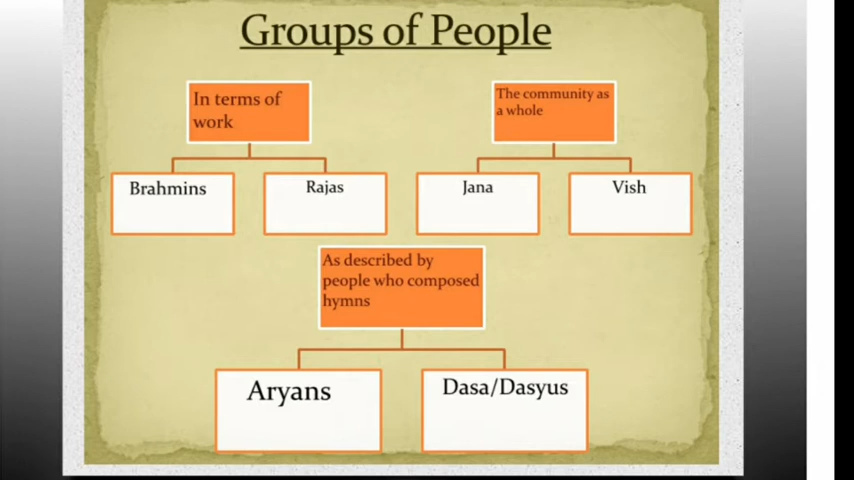 Groups of People
In terms of
work
The community as
a whole
Brahmins
Rajas
Jana
Vish
As described by
people who composed
hymns
Aryans
Dasa/Dasyus